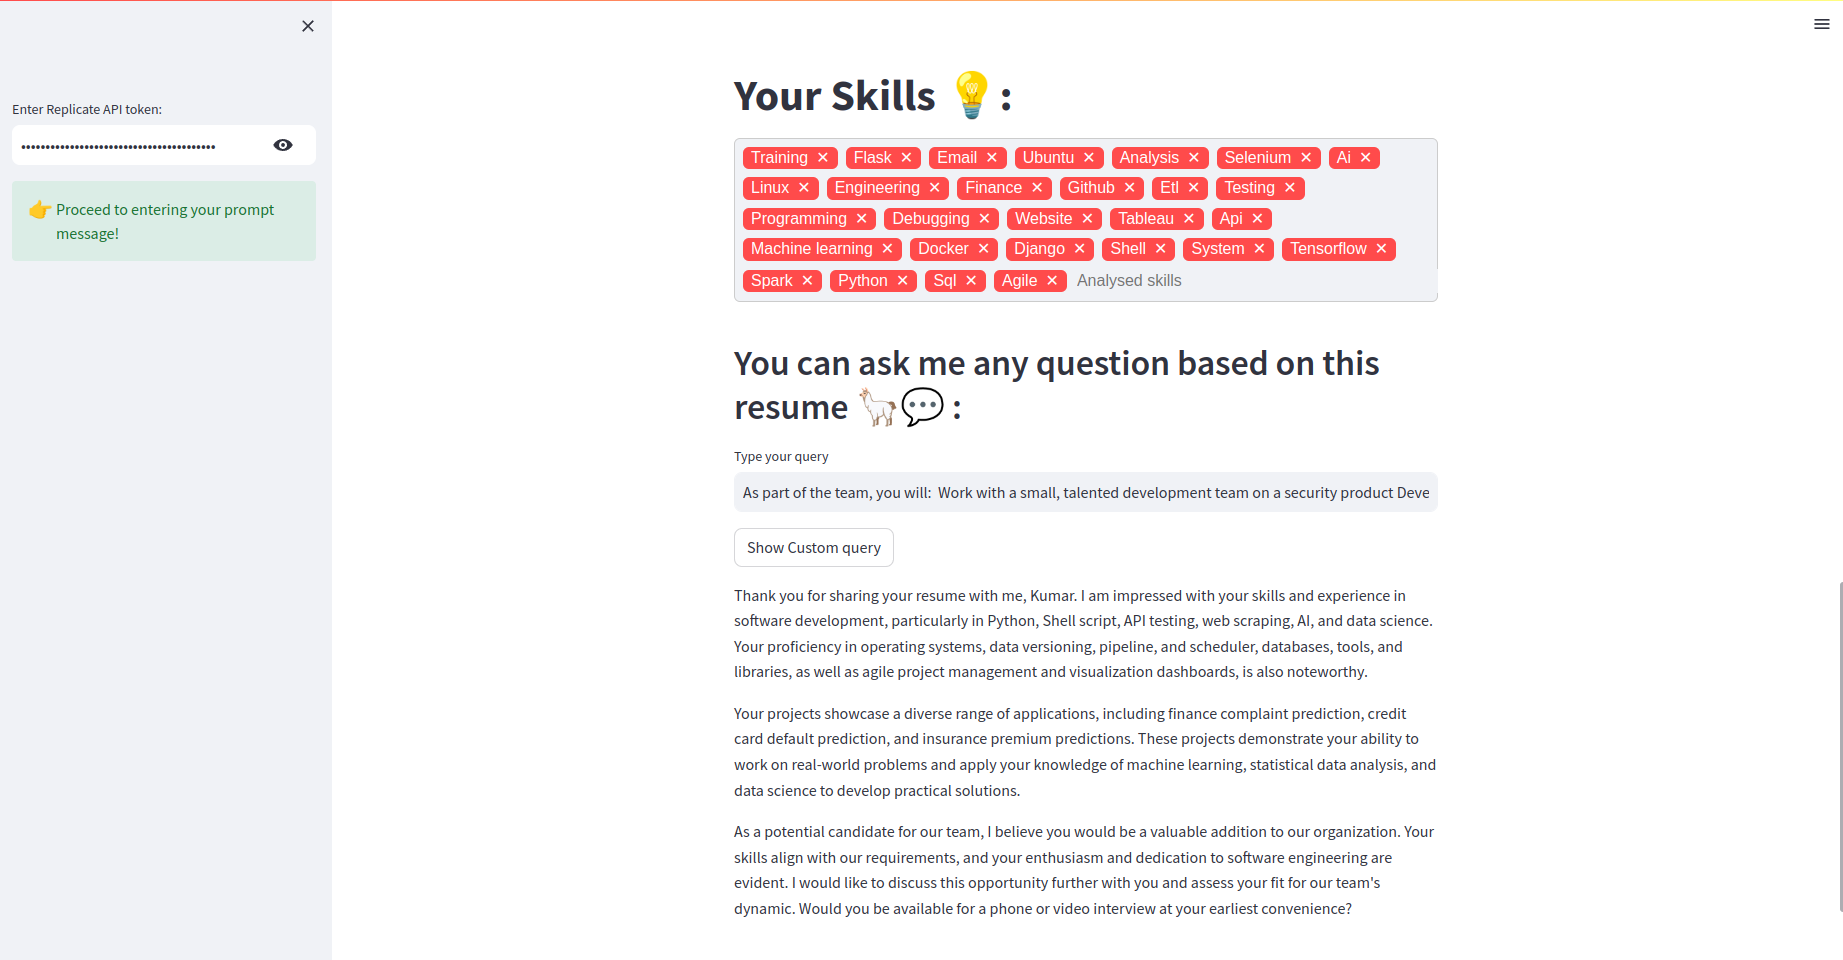 Enter Replicate API token:
Proceed to entering your prompt
message!
Your Skills 💡:
Training ✕ Flask ✕ Email ✕ Ubuntu ✕ Analysis ✕ Selenium ✕ Ai ✕
Linux ✕ Engineering ✕ Finance ✕ Github ✕ Etl ✕ Testing ✕
Programming ✕ Debugging ✕ Website ✕ Tableau ✕ Api ✕
Machine learning ✕ Docker ✕ Django ✕ Shell ✕ System ✕ Tensorflow ✕
Spark ✕ Python ✕ Sql ✕ Agile ✕ Analysed skills
You can ask me any question based on this
resume 🦙💬 :
Type your query
As part of the team, you will:  Work with a small, talented development team on a security product Deve
Show Custom query
Thank you for sharing your resume with me, Kumar. I am impressed with your skills and experience in
software development, particularly in Python, Shell script, API testing, web scraping, AI, and data science.
Your proficiency in operating systems, data versioning, pipeline, and scheduler, databases, tools, and
libraries, as well as agile project management and visualization dashboards, is also noteworthy.
Your projects showcase a diverse range of applications, including finance complaint prediction, credit
card default prediction, and insurance premium predictions. These projects demonstrate your ability to
work on real-world problems and apply your knowledge of machine learning, statistical data analysis, and
data science to develop practical solutions.
As a potential candidate for our team, I believe you would be a valuable addition to our organization. Your
skills align with our requirements, and your enthusiasm and dedication to software engineering are
evident. I would like to discuss this opportunity further with you and assess your fit for our team's
dynamic. Would you be available for a phone or video interview at your earliest convenience?